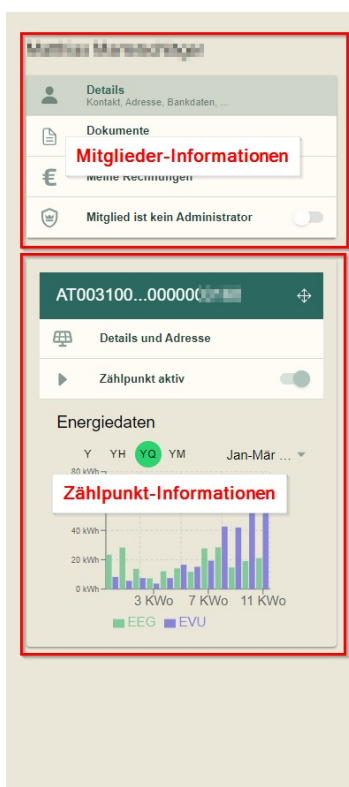 Details
Kontakt, Adresse, Bankdaten, ...
Dokumente
Mitglieder-Informationen
Meine Rechnungen
Mitglied ist kein Administrator
AT003100...000000
Details und Adresse
Zählpunkt aktiv
Energiedaten
Y YH YQ YM Jan-Mär ...
80 kWh
Zählpunkt-Informationen
40 kWh
20 kWh
0 kWh
3 KWo 7 KWo 11 KWo
EEG EVU